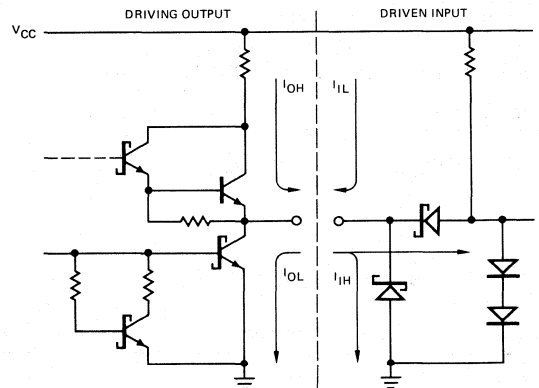 DRIVING OUTPUT
DRIVEN INPUT
VCC
IOH
IIL
IOL
IIH